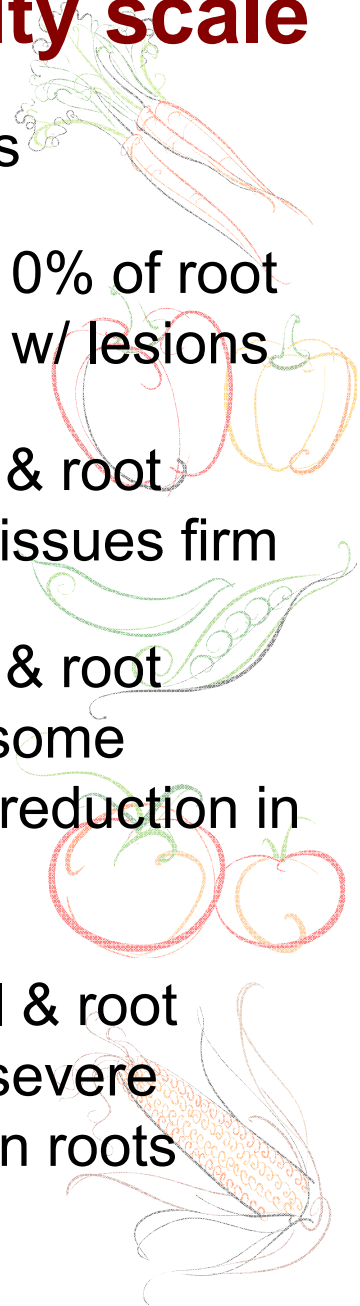 ity scale
s
0% of root
w/ lesions
& root
issues firm
& root
some
reduction in
l & root
severe
n roots